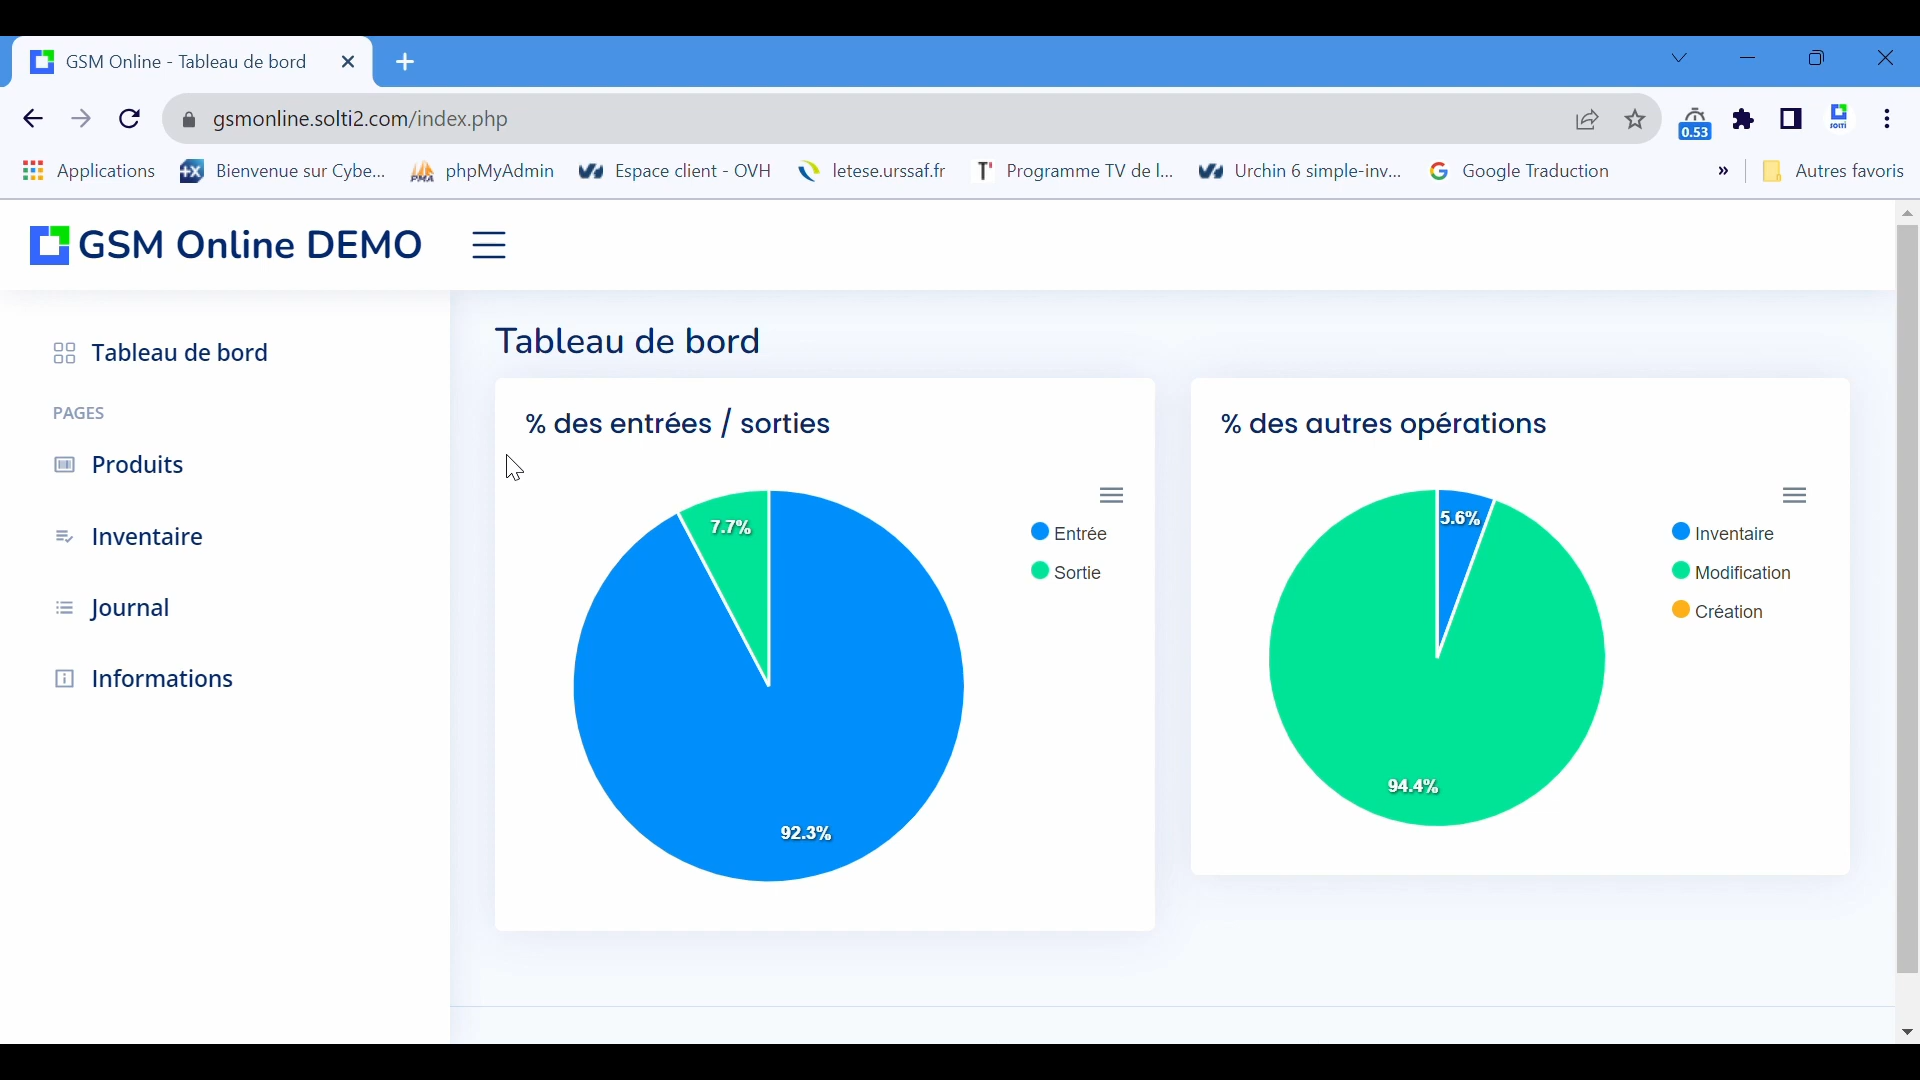 GSM Online - Tableau de bord
gsmonline.solti2.com/index.php
0.53
SOLTI
Applications
Bienvenue sur Cybe...
phpMyAdmin
Espace client - OVH
letese.urssaf.fr
Programme TV de l...
Urchin 6 simple-inv...
Google Traduction
»
Autres favoris
GSM Online DEMO
Tableau de bord
PAGES
Produits
Inventaire
Journal
Informations
Tableau de bord
% des entrées / sorties
7.7%
92.3%
Entrée
Sortie
% des autres opérations
5.6%
94.4%
Inventaire
Modification
Création